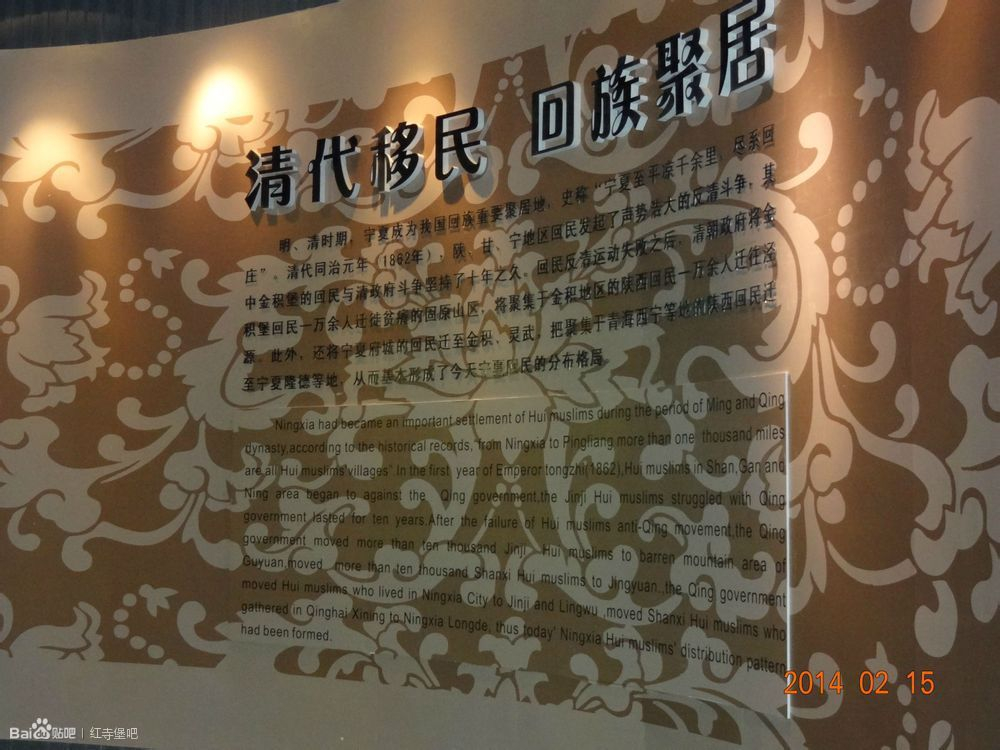 清代移民 回族聚居
明、清时期，宁夏成为我国回族重要聚居地，史称“宁夏至平凉千余里，尽系回
庄”。清代同治元年（1862年），陕、甘、宁地区回民发起了声势浩大的反清斗争，其
中金积堡的回民与清政府斗争坚持了十年之久。回民反清运动失败之后，清朝政府将金
积堡回民一万余人迁徙贫瘠的固原山区，将聚集于金积地区的陕西回民一万余人迁往泾
源。此外，还将宁夏府城的回民迁至金积、灵武，把聚集于青海西宁等地的陕西回民迁
至宁夏隆德等地，从而基本形成了今天宁夏回民的分布格局
Ningxia had became an important settlement of Hui muslims during the period of Ming and Qing
dynasty,according to the historical records,"from Ningxia to Pingliang more than one thousand miles
are all Hui muslims'villages".In the first year of Emperor tongzhi(1862),Hui muslims in Shan,Gan and
Ning area began to against the Qing government,the Jinji Hui muslims struggled with Qing
government lasted for ten years.After the failure of Hui muslims anti-Qing movement,the Qing
government moved more than ten thousand Jinji Hui muslims to barren mountain area of
Guyuan,moved more than ten thousand Shanxi Hui muslims to Jingyuan.,the Qing government
moved Hui muslims who lived in Ningxia City to Jinji and Lingwu ,moved Shanxi Hui muslims who
gathered in Qinghai Xining to Ningxia Longde, thus today' Ningxia Hui muslims' distribution pattern
had been formed.
2014 02 15
Bai贴吧 | 红寺堡吧